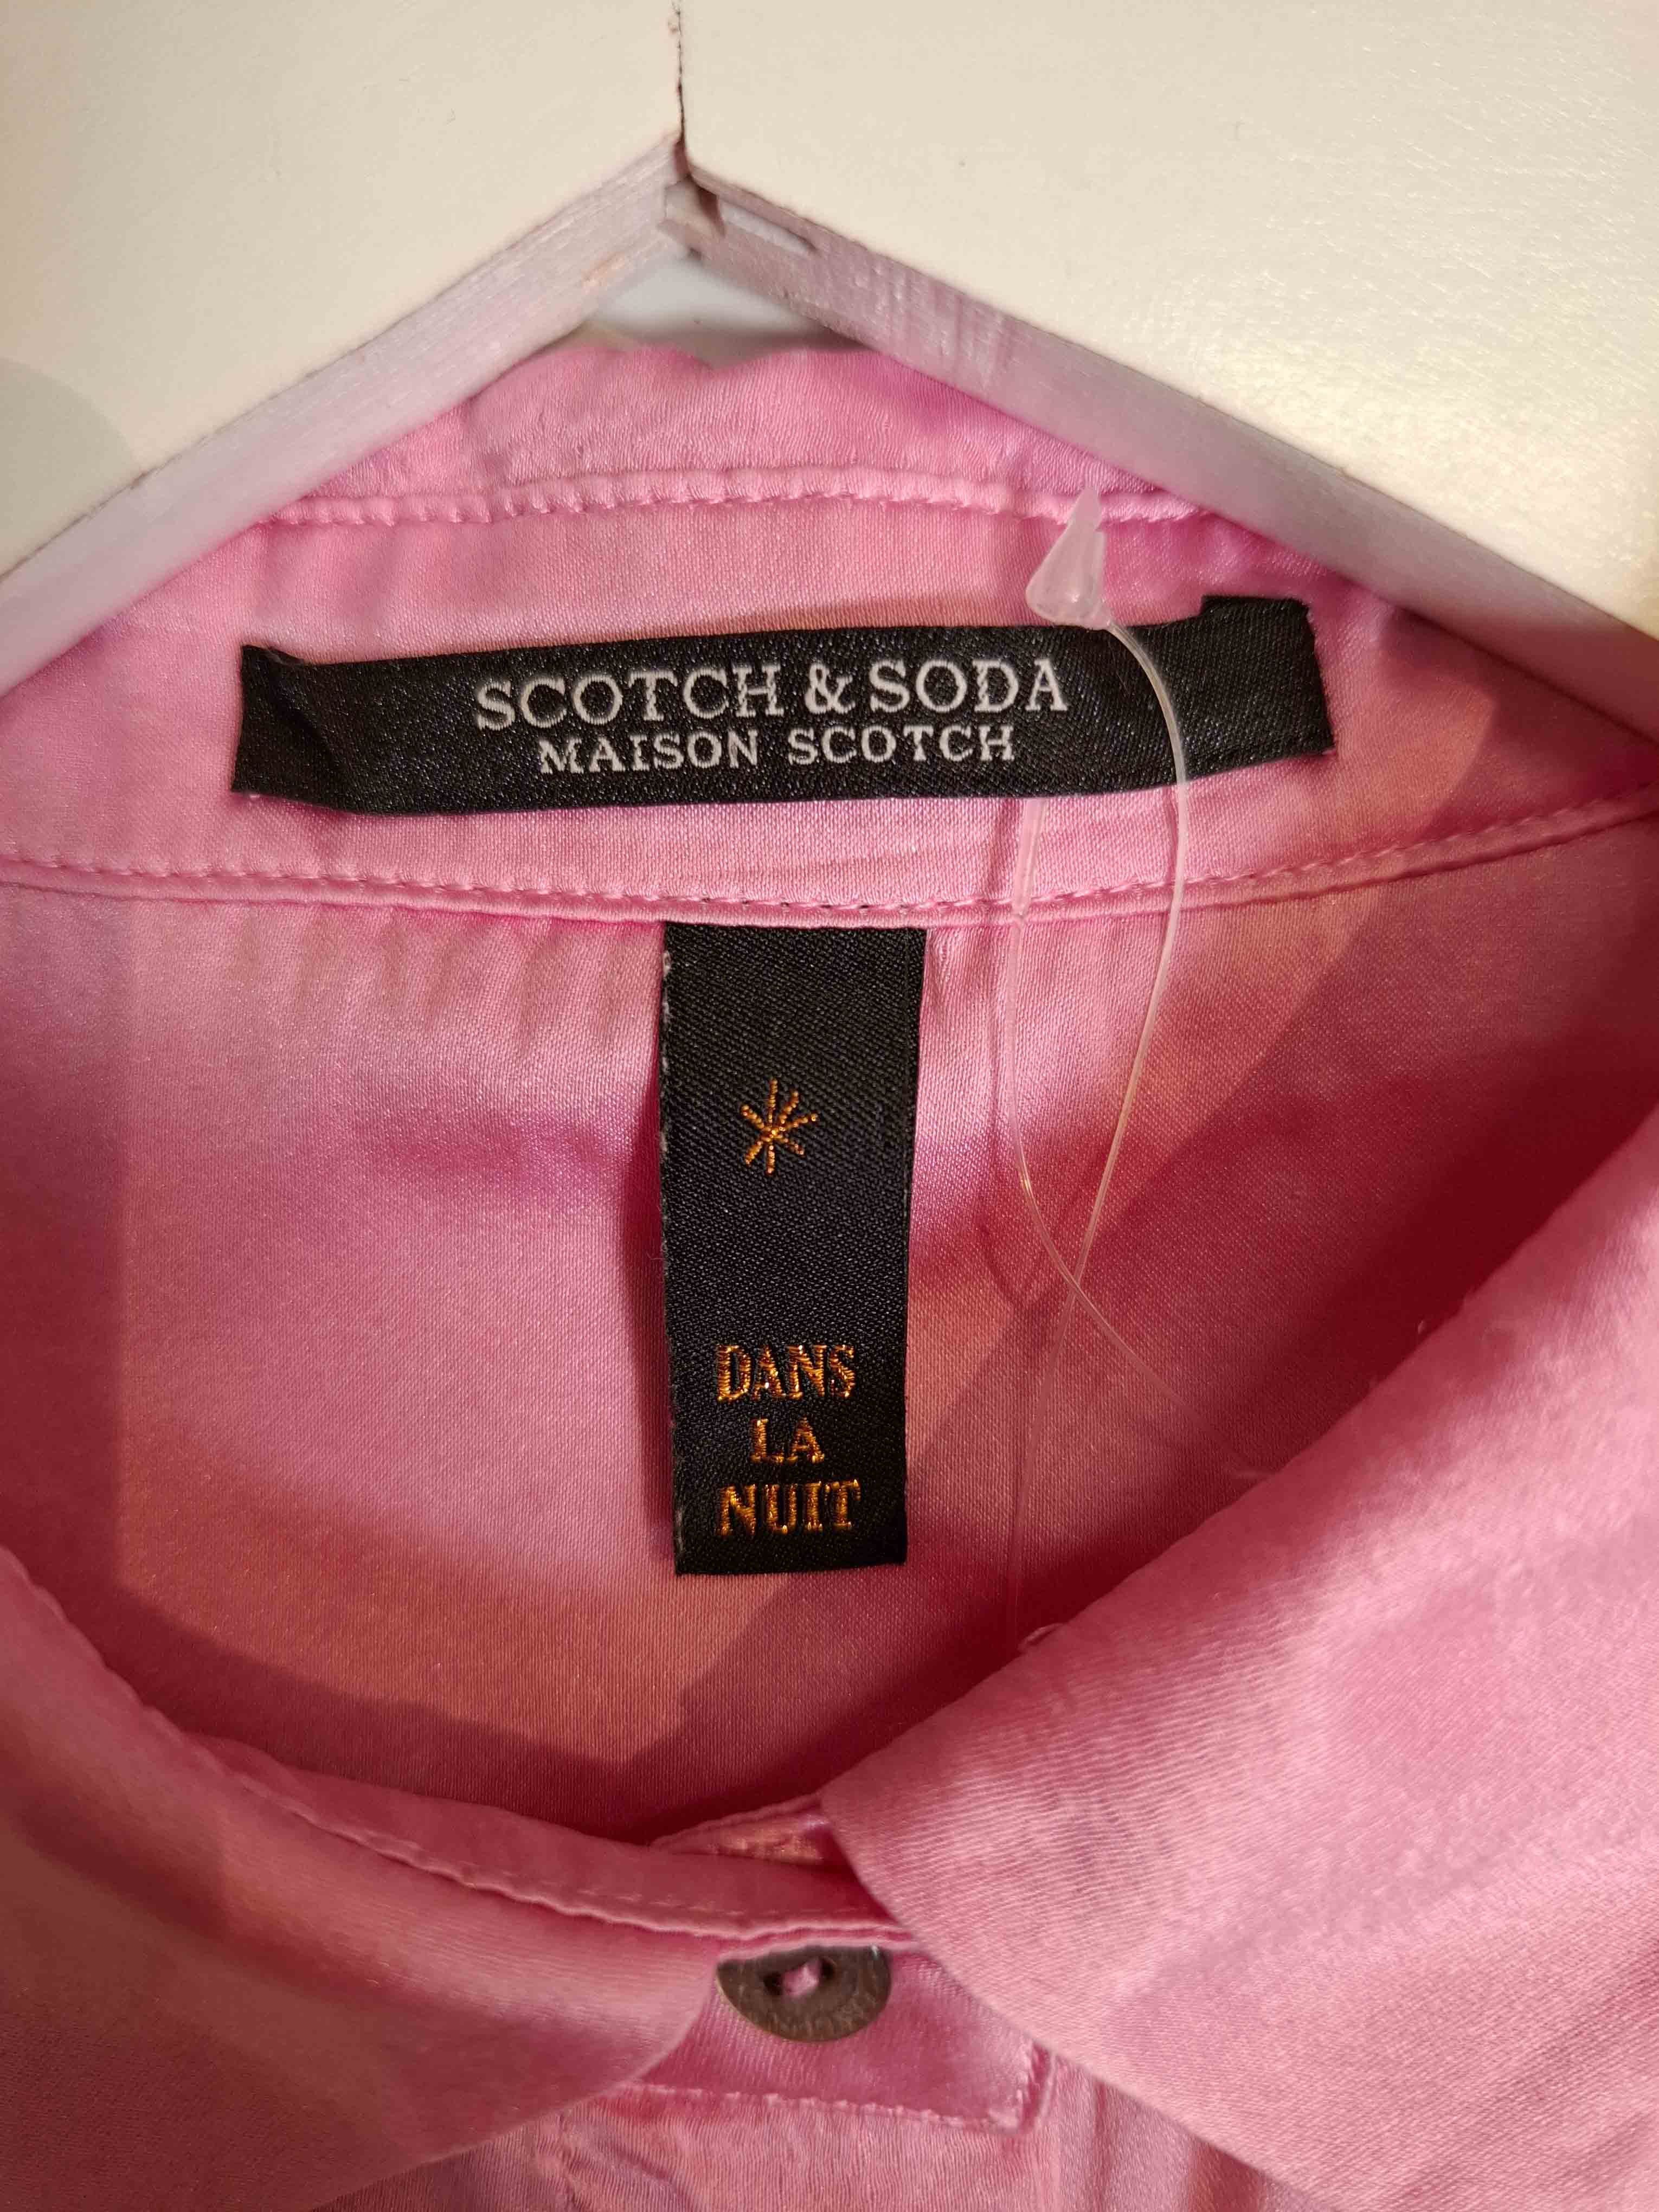 SCOTCH & SODA
MAISON SCOTCH
DANS
LA
NUIT